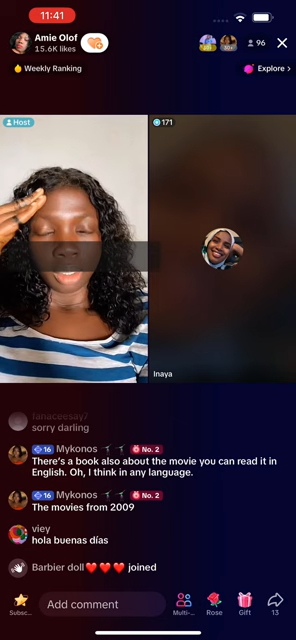 11:41
Amie Olof
15.6K likes
96
Weekly Ranking
Explore >
Host
171
Inaya
fanaceesay7
sorry darling
16 Mykonos No. 2
There's a book also about the movie you can read it in
English. Oh, I think in any language.
16 Mykonos No. 2
The movies from 2009
viey
hola buenas días
Barbier doll❤️❤️❤️ joined
Add comment
Subsc...
Multi-...
Rose
Gift
13